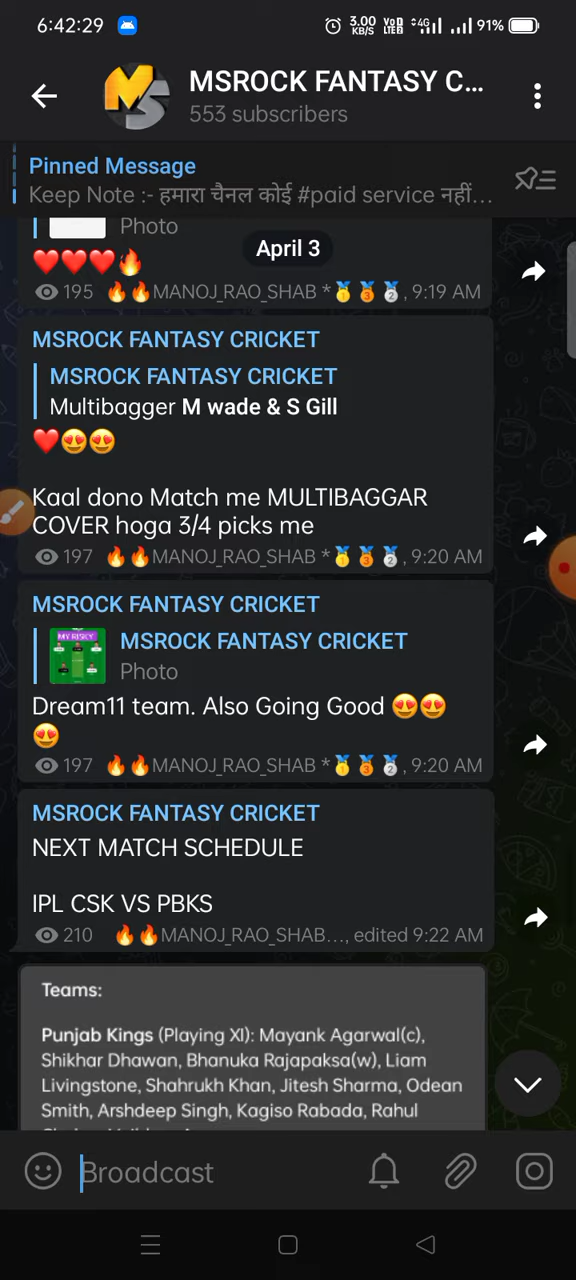 6:42:29
3.00 KB/S
VoD LTE2
4G
91%
MSROCK FANTASY C...
553 subscribers
Pinned Message
Keep Note :- हमारा चैनल कोई #paid service नहीं...
Photo
April 3
❤️❤️❤️🔥
195 🔥🔥MANOJ_RAO_SHAB *🥇🥉🥈, 9:19 AM
MSROCK FANTASY CRICKET
MSROCK FANTASY CRICKET
Multibagger M wade & S Gill
❤️😍😍
Kaal dono Match me MULTIBAGGAR
COVER hoga 3/4 picks me
197 🔥🔥MANOJ_RAO_SHAB *🥇🥉🥈, 9:20 AM
MSROCK FANTASY CRICKET
MY RISKY
MSROCK FANTASY CRICKET
Photo
Dream11 team. Also Going Good 😍😍
😍
197 🔥🔥MANOJ_RAO_SHAB *🥇🥉🥈, 9:20 AM
MSROCK FANTASY CRICKET
NEXT MATCH SCHEDULE
IPL CSK VS PBKS
210 🔥🔥MANOJ_RAO_SHAB..., edited 9:22 AM
Teams:
Punjab Kings (Playing XI): Mayank Agarwal(c),
Shikhar Dhawan, Bhanuka Rajapaksa(w), Liam
Livingstone, Shahrukh Khan, Jitesh Sharma, Odean
Smith, Arshdeep Singh, Kagiso Rabada, Rahul
Broadcast